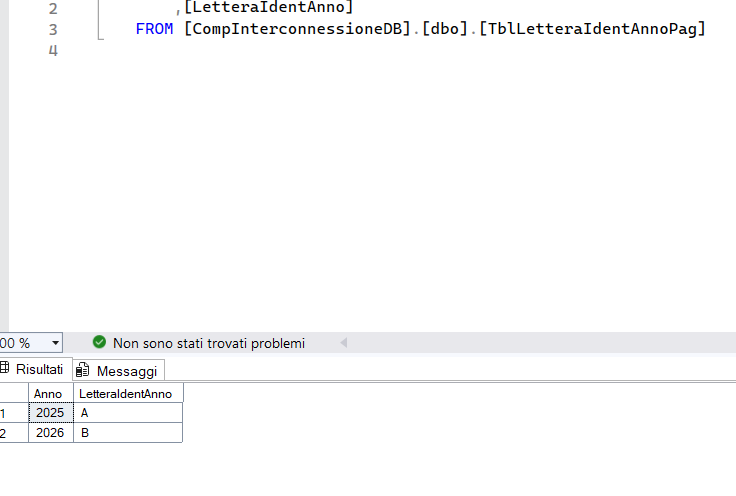 2 ,[LetteraIdentAnno]
3 FROM [CompInterconnessioneDB].[dbo].[TblLetteraIdentAnnoPag]
4
00 % Non sono stati trovati problemi
Risultati Messaggi
Anno LetteraIdentAnno
1 2025 A
2 2026 B